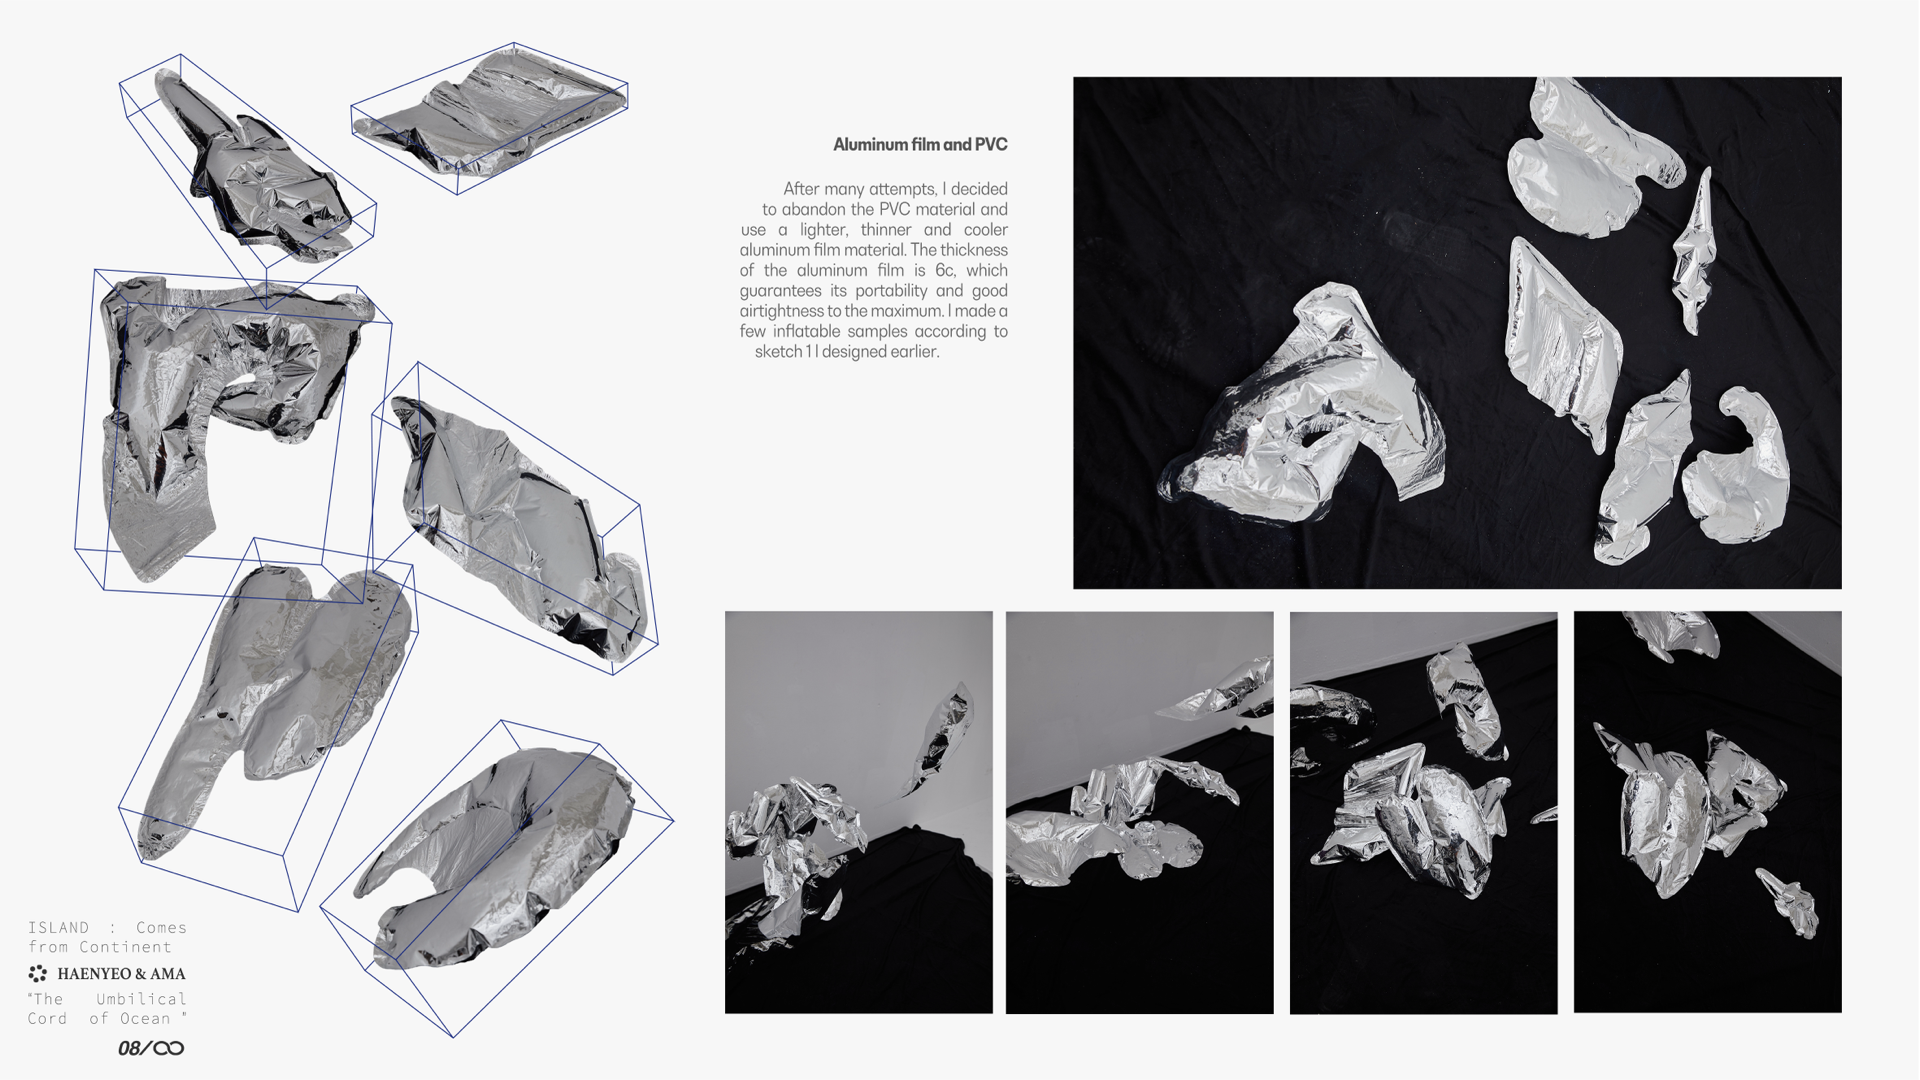 Aluminum film and PVC
After many attempts, I decided
to abandon the PVC material and
use a lighter, thinner and cooler
aluminum film material. The thickness
of the aluminum film is 6c, which
guarantees its portability and good
airtightness to the maximum. I made a
few inflatable samples according to
sketch 1 I designed earlier.
ISLAND : Comes
from Continent
HAENYEO & AMA
"The Umbilical
Cord of Ocean "
08/∞